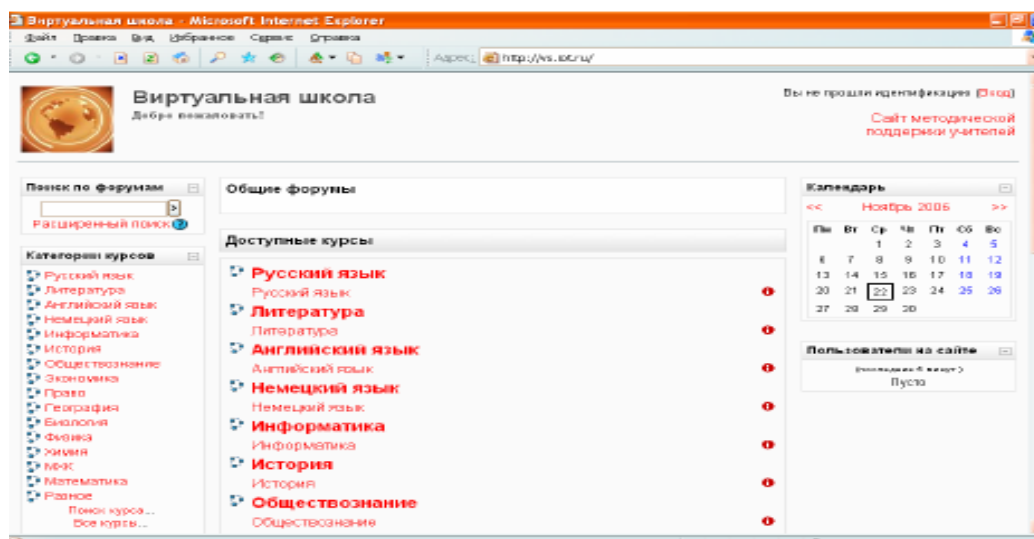 Виртуальная школа - Microsoft Internet Explorer
Файл Правка Вид Избранное Сервис Справка
Адрес: http://vs.iot.ru/
Виртуальная школа
Добро пожаловать!
Вы не прошли идентификацию (Вход)
Сайт методической
поддержки учителей
Поиск по форумам
Расширенный поиск
Категории курсов
Русский язык
Литература
Английский язык
Немецкий язык
Информатика
История
Обществознание
Экономика
Право
География
Биология
Физика
Химия
МХК
Математика
Разное
Поиск курса...
Все курсы...
Общие форумы
Доступные курсы
Русский язык
Русский язык
Литература
Литература
Английский язык
Английский язык
Немецкий язык
Немецкий язык
Информатика
Информатика
История
История
Обществознание
Обществознание
Календарь
<< Ноябрь 2006 >>
Пн Вт Ср Чт Пт Сб Вс
1 2 3 4 5
6 7 8 9 10 11 12
13 14 15 16 17 18 19
20 21 22 23 24 25 26
27 28 29 30
Пользователи на сайте
(последние 5 минут)
Пусто